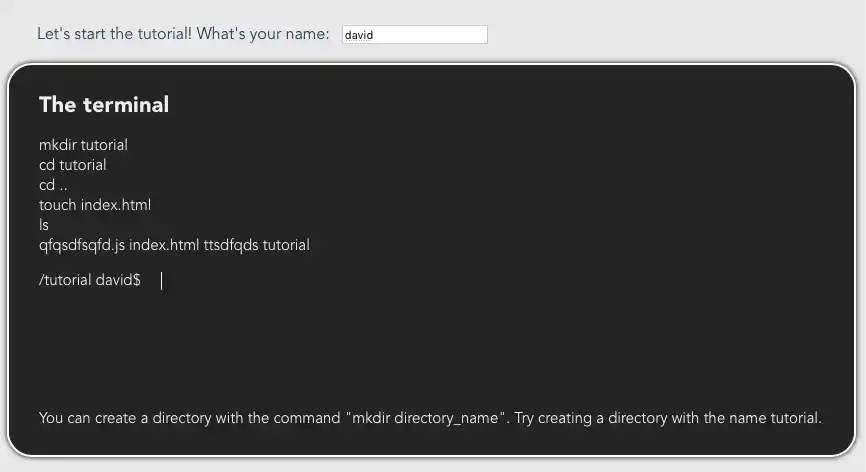 Let's start the tutorial! What's your name: david
The terminal
mkdir tutorial
cd tutorial
cd ..
touch index.html
ls
qfqsdfsqfd.js index.html ttsdfqds tutorial
/tutorial david$
You can create a directory with the command "mkdir directory_name". Try creating a directory with the name tutorial.